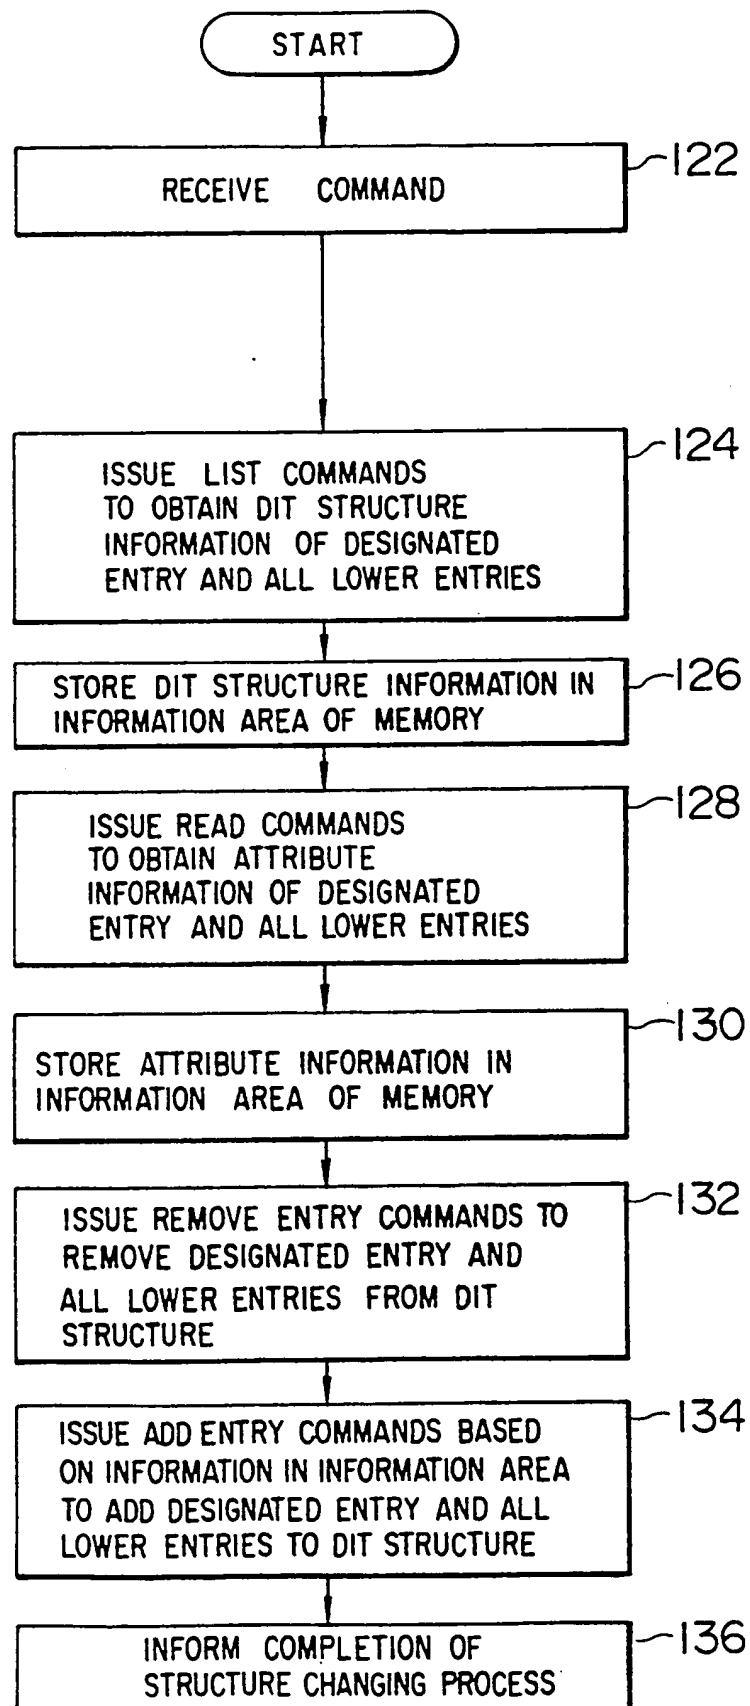 START
122
RECEIVE COMMAND
124
ISSUE LIST COMMANDS
TO OBTAIN DIT STRUCTURE
INFORMATION OF DESIGNATED
ENTRY AND ALL LOWER ENTRIES
126
STORE DIT STRUCTURE INFORMATION IN
INFORMATION AREA OF MEMORY
128
ISSUE READ COMMANDS
TO OBTAIN ATTRIBUTE
INFORMATION OF DESIGNATED
ENTRY AND ALL LOWER ENTRIES
130
STORE ATTRIBUTE INFORMATION IN
INFORMATION AREA OF MEMORY
132
ISSUE REMOVE ENTRY COMMANDS TO
REMOVE DESIGNATED ENTRY AND
ALL LOWER ENTRIES FROM DIT
STRUCTURE
134
ISSUE ADD ENTRY COMMANDS BASED
ON INFORMATION IN INFORMATION AREA
TO ADD DESIGNATED ENTRY AND ALL
LOWER ENTRIES TO DIT STRUCTURE
136
INFORM COMPLETION OF
STRUCTURE CHANGING PROCESS